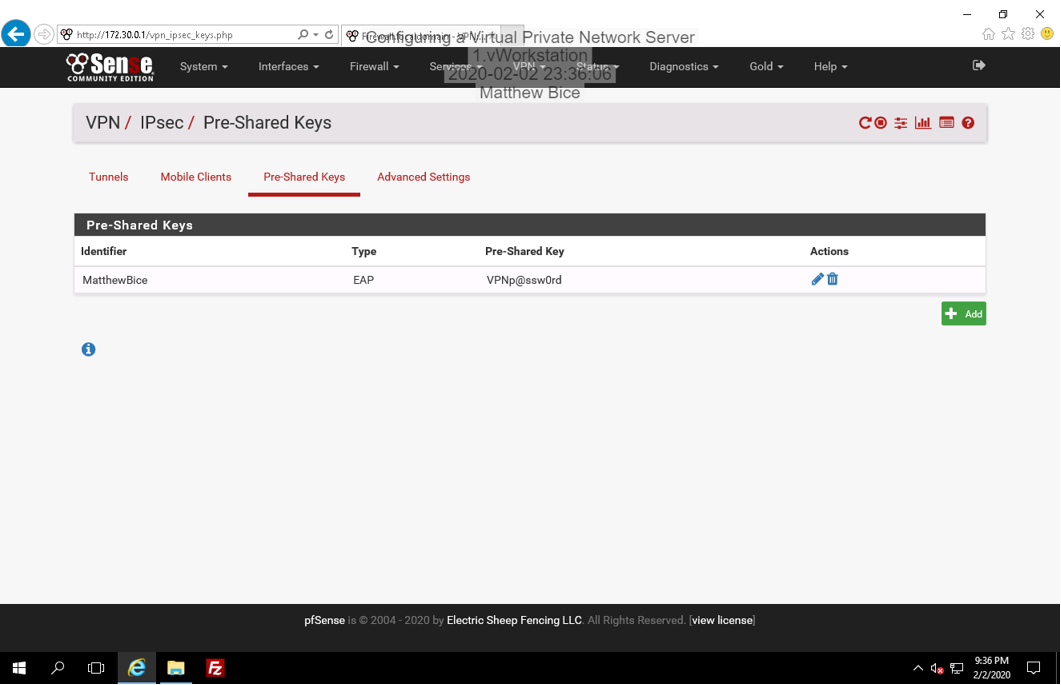 http://172.30.0.1/vpn_ipsec_keys.php
Configuring a Virtual Private Network Server
1.vWorkstation
2020-02-02 23:36:06
Matthew Bice
Sense
COMMUNITY EDITION
System
Interfaces
Firewall
Services
VPN
Status
Diagnostics
Gold
Help
VPN / IPsec / Pre-Shared Keys
Tunnels
Mobile Clients
Pre-Shared Keys
Advanced Settings
Pre-Shared Keys
Identifier Type Pre-Shared Key Actions
MatthewBice EAP VPNp@ssw0rd
Add
pfSense is © 2004 - 2020 by Electric Sheep Fencing LLC. All Rights Reserved. [view license]
9:36 PM
2/2/2020